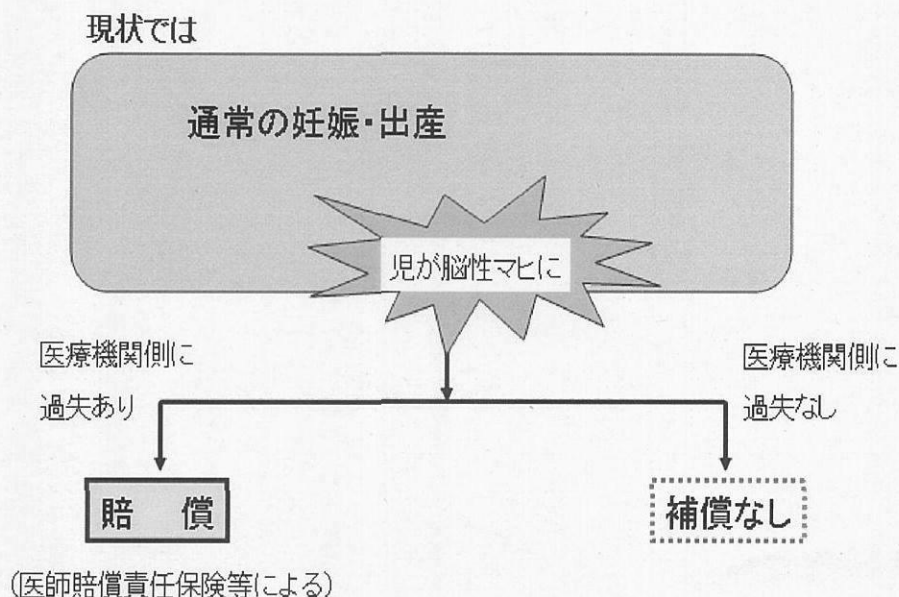 現状では
通常の妊娠・出産
児が脳性マヒに
医療機関側に
過失あり
医療機関側に
過失なし
賠　償
補償なし
(医師賠償責任保険等による)